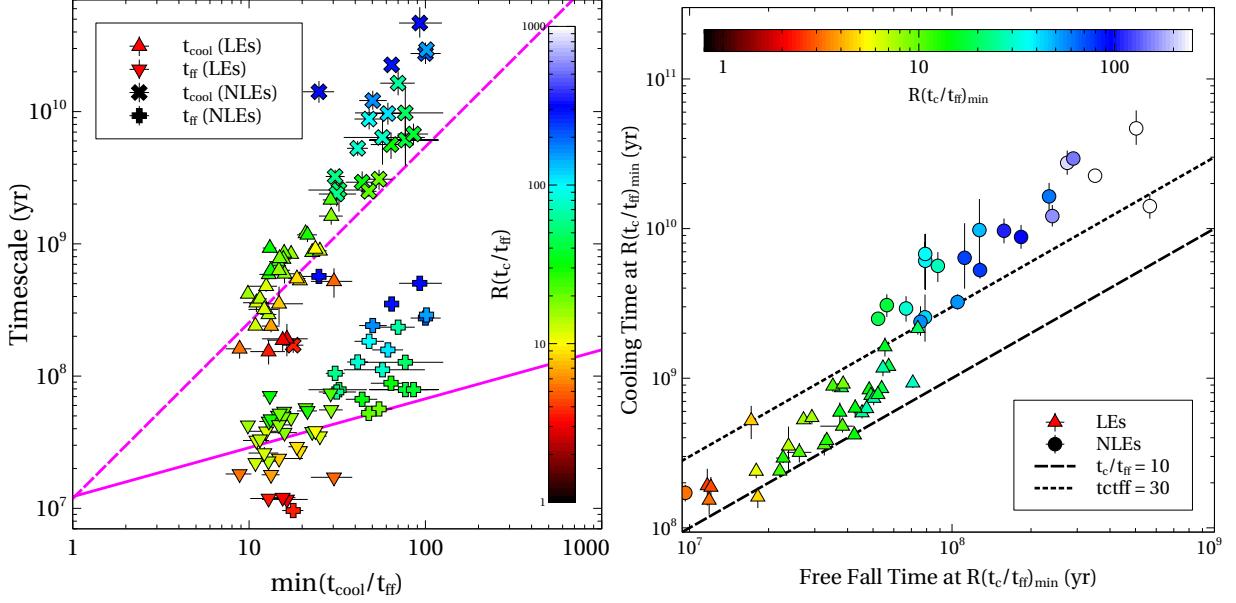 t_cool (LEs)
t_ff (LEs)
t_cool (NLEs)
t_ff (NLEs)
Timescale (yr)
10^10
10^9
10^8
10^7
1
10
100
1000
min(t_cool/t_ff)
R(t_c/t_ff)
1000
100
10
1
1
10
100
R(t_c/t_ff)_min
Cooling Time at R(t_c/t_ff)_min (yr)
10^11
10^10
10^9
10^8
LEs
NLEs
t_c/t_ff = 10
tctff = 30
10^7
10^8
10^9
Free Fall Time at R(t_c/t_ff)_min (yr)